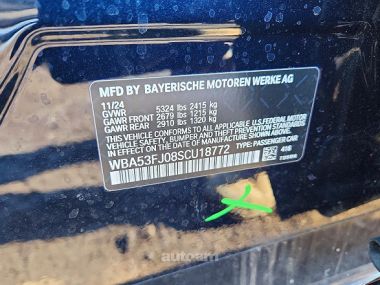 MFD BY BAYERISCHE MOTOREN WERKE AG
11/24
GVWR 5324 lbs 2415 kg
GAWR FRONT 2679 lbs 1215 kg
GAWR REAR 2910 lbs 1320 kg
THIS VEHICLE CONFORMS TO ALL APPLICABLE
FEDERAL MOTOR VEHICLE SAFETY, BUMPER, AND THEFT
PREVENTION STANDARDS IN EFFECT ON THE DATE OF
MANUFACTURE SHOWN ABOVE.
WBA53FJ08SCU18772
TYPE: PASSENGER CAR
416
autoam